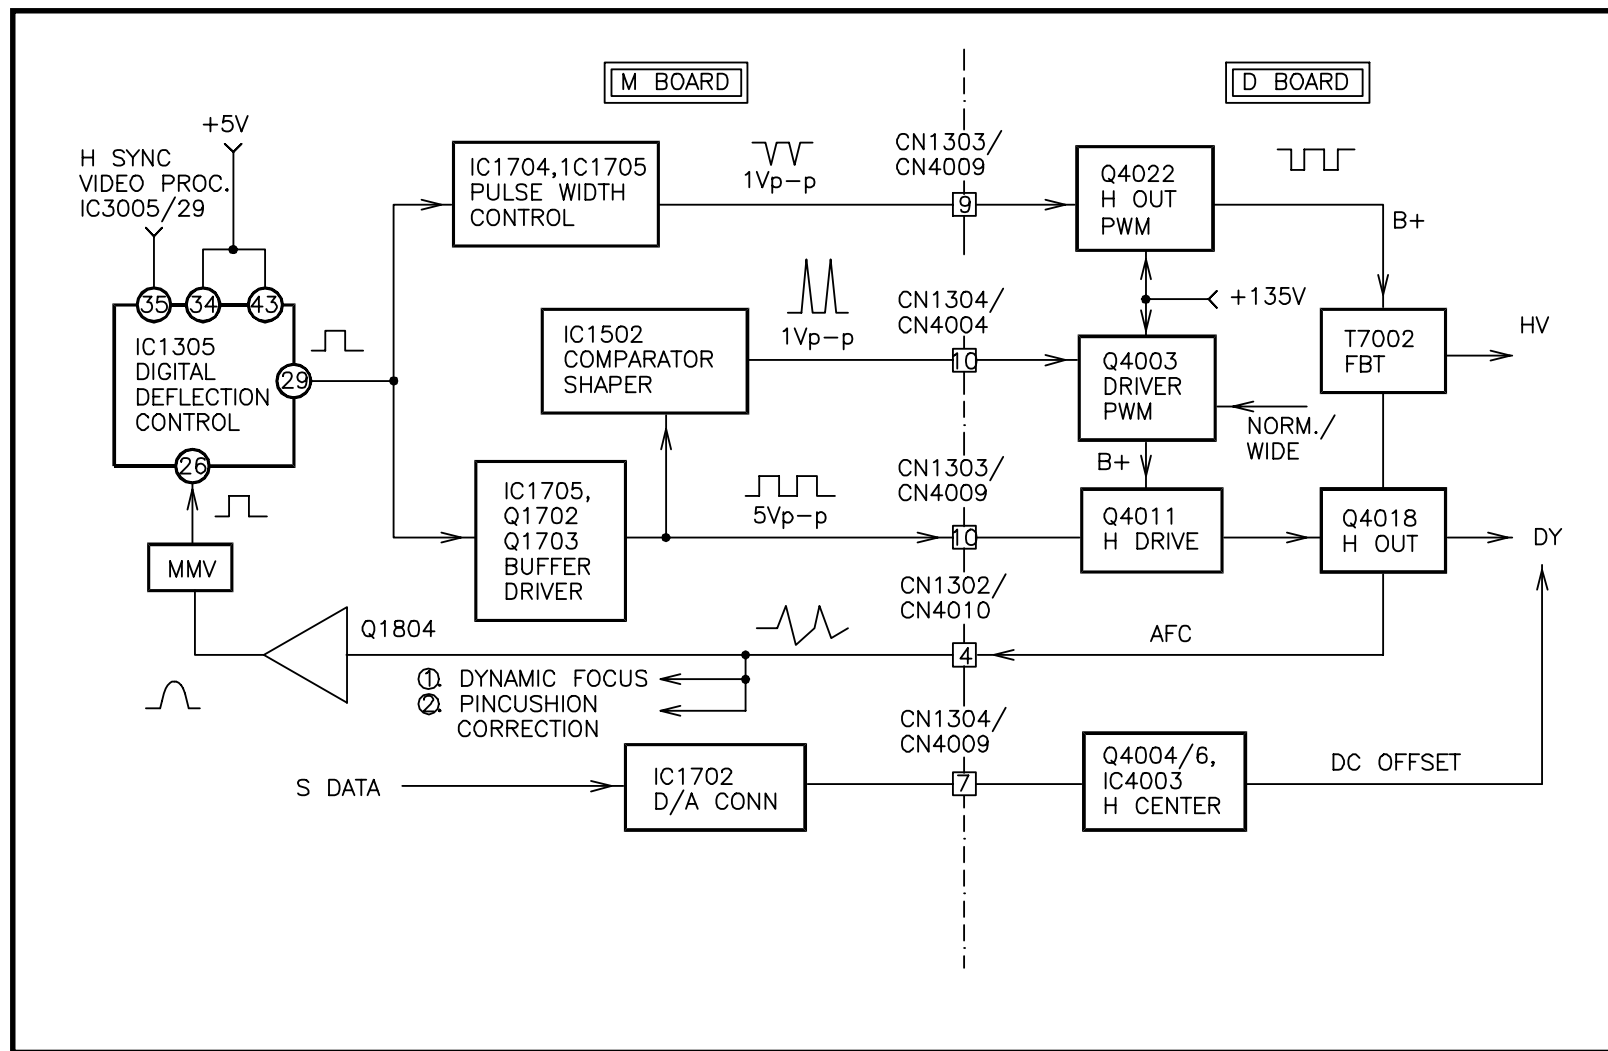 M BOARD
D BOARD
+5V
H SYNC
VIDEO PROC.
IC3005/29
35
34
43
IC1305
DIGITAL
DEFLECTION
CONTROL
29
26
MMV
IC1704,1C1705
PULSE WIDTH
CONTROL
1Vp-p
CN1303/
CN4009
9
Q4022
H OUT
PWM
B+
+135V
IC1502
COMPARATOR
SHAPER
1Vp-p
CN1304/
CN4004
10
Q4003
DRIVER
PWM
NORM./
WIDE
T7002
FBT
HV
IC1705,
Q1702
Q1703
BUFFER
DRIVER
5Vp-p
CN1303/
CN4009
10
B+
Q4011
H DRIVE
Q4018
H OUT
DY
CN1302/
CN4010
4
AFC
Q1804
1. DYNAMIC FOCUS
2. PINCUSHION
CORRECTION
CN1304/
CN4009
7
S DATA
IC1702
D/A CONN
Q4004/6,
IC4003
H CENTER
DC OFFSET